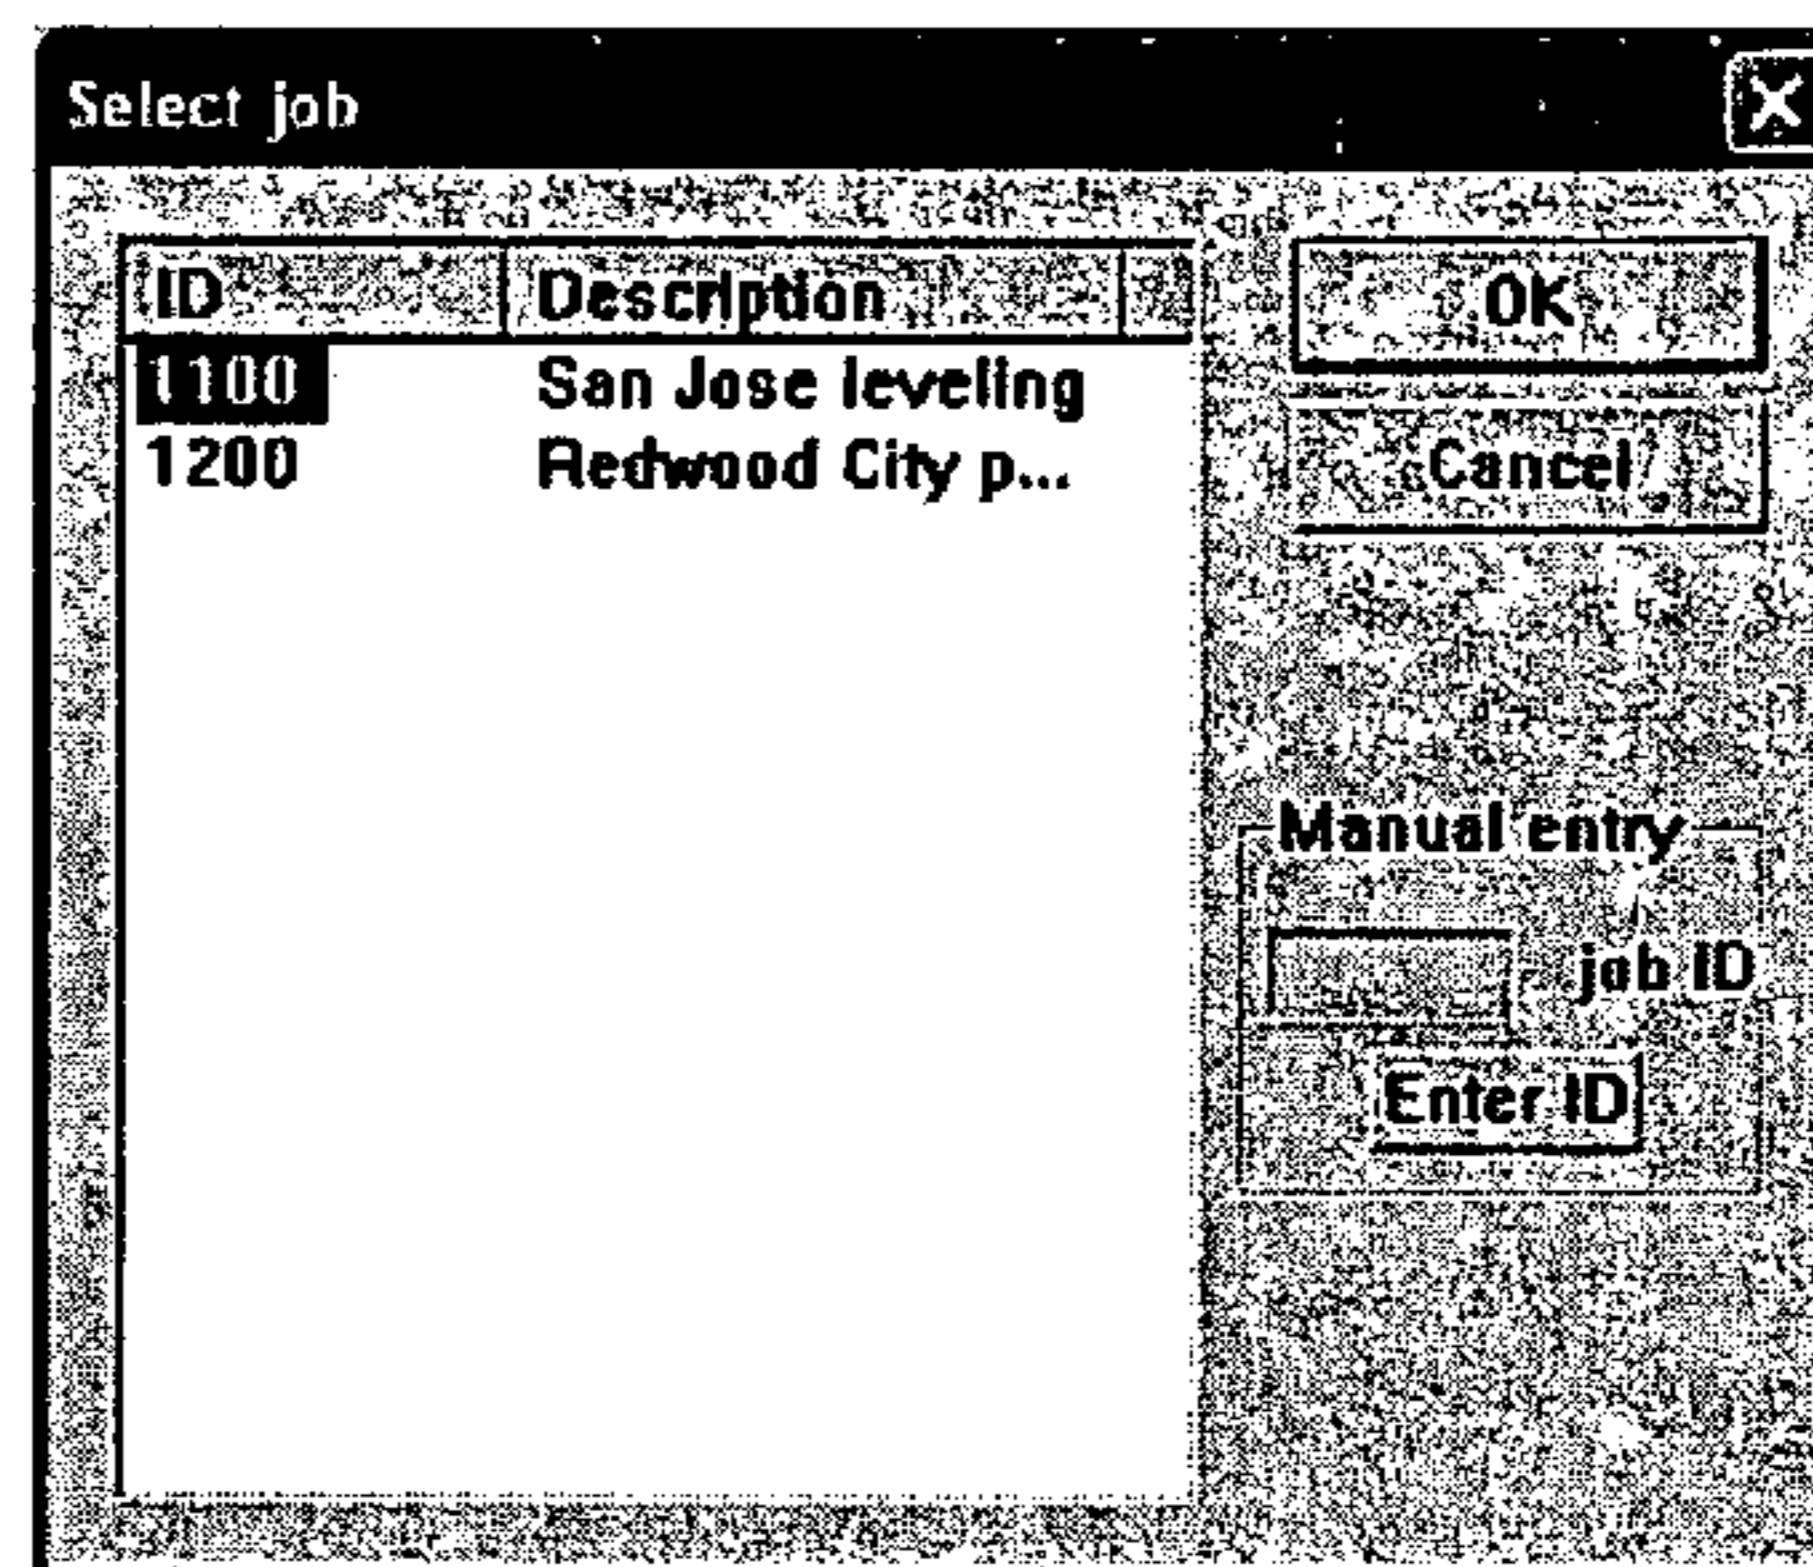 Select job
ID Description
1100 San Jose leveling
1200 Redwood City p...
OK
Cancel
Manual entry
job ID
Enter ID